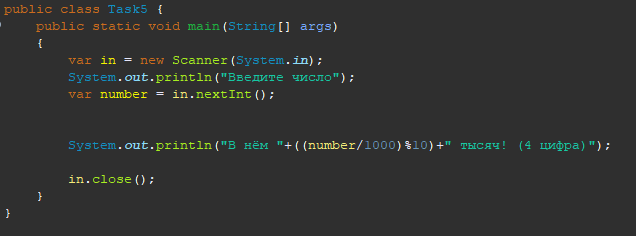 public class Task5 {
public static void main(String[] args)
{
var in = new Scanner(System.in);
System.out.println("Введите число");
var number = in.nextInt();
System.out.println("В нём "+((number/1000)%10)+" тысяч! (4 цифра)");
in.close();
}
}